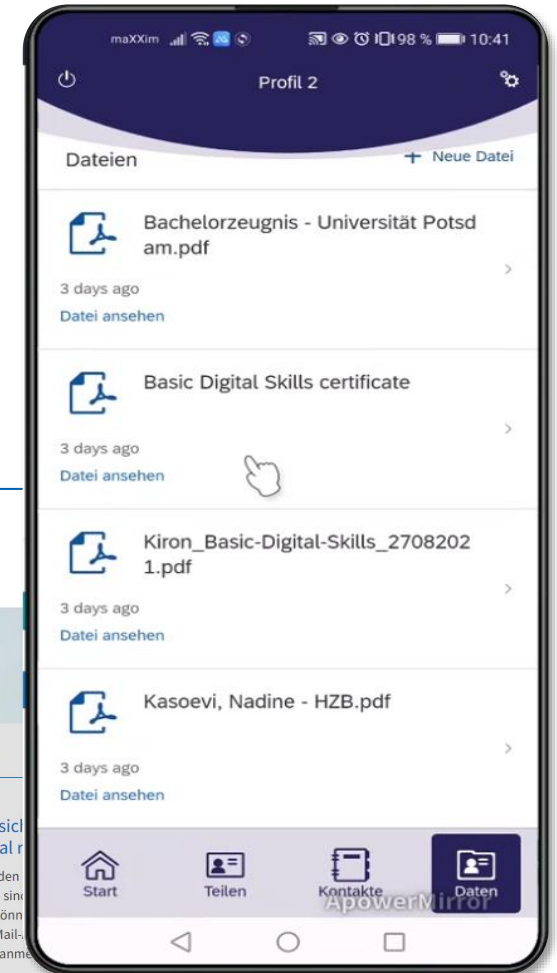 maXXim 98 % 10:41
Profil 2
Dateien + Neue Datei
Bachelorzeugnis - Universität Potsd
am.pdf
3 days ago
Datei ansehen
Basic Digital Skills certificate
3 days ago
Datei ansehen
Kiron_Basic-Digital-Skills_2708202
1.pdf
3 days ago
Datei ansehen
Kasoevi, Nadine - HZB.pdf
3 days ago
Datei ansehen
Start Teilen Kontakte Daten
ApowerMirror